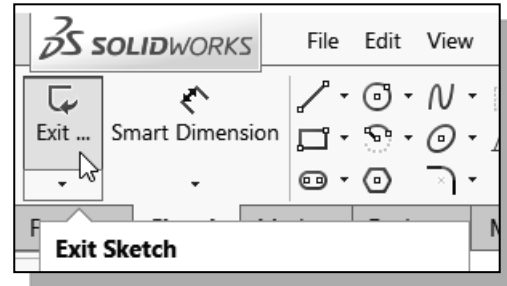 SOLIDWORKS File Edit View
Exit ... Smart Dimension
Exit Sketch